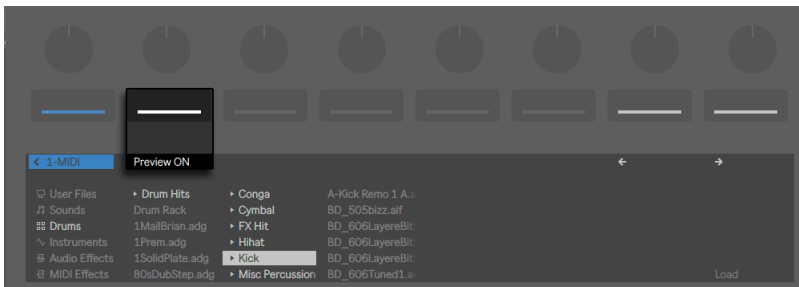 1-MIDI Preview ON
User Files Drum Hits Conga A-Kick Remo 1 A.a
Sounds Drum Rack Cymbal BD_505bizz.aif
Drums 1MailBrian.adg FX Hit BD_606LayereBit
Instruments 1Prem.adg Hihat BD_606LayereBit
Audio Effects 1SolidPlate.adg Kick BD_606LayereBit
MIDI Effects 80sDubStep.adg Misc Percussion BD_606Tuned1.a Load